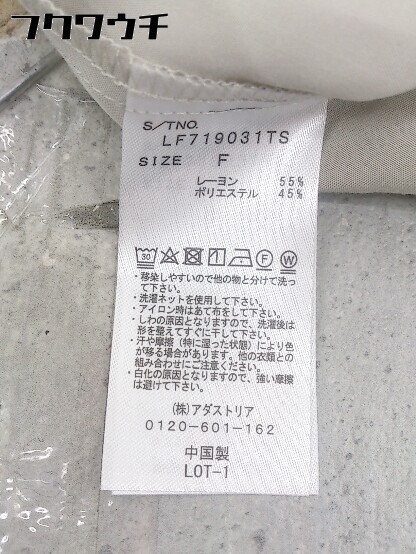 フクワウチ
S/TNO.
LF719031TS
SIZE F
レーヨン 55%
ポリエステル 45%
30
F
W
・移染しやすいので他の物と分けて洗っ
て下さい。
・洗濯ネットを使用して下さい。
・アイロン時はあて布をして下さい。
・しわの原因となりますので、洗濯後は
形を整えてすぐに干して下さい。
・汗や摩擦（特に湿った状態）により色
が移る場合があります。他の衣類との
組み合わせにご注意ください。
・白化の原因となりますので、強い摩擦
は避けて下さい。
(株)アダストリア
0120-601-162
中国製
LOT-1